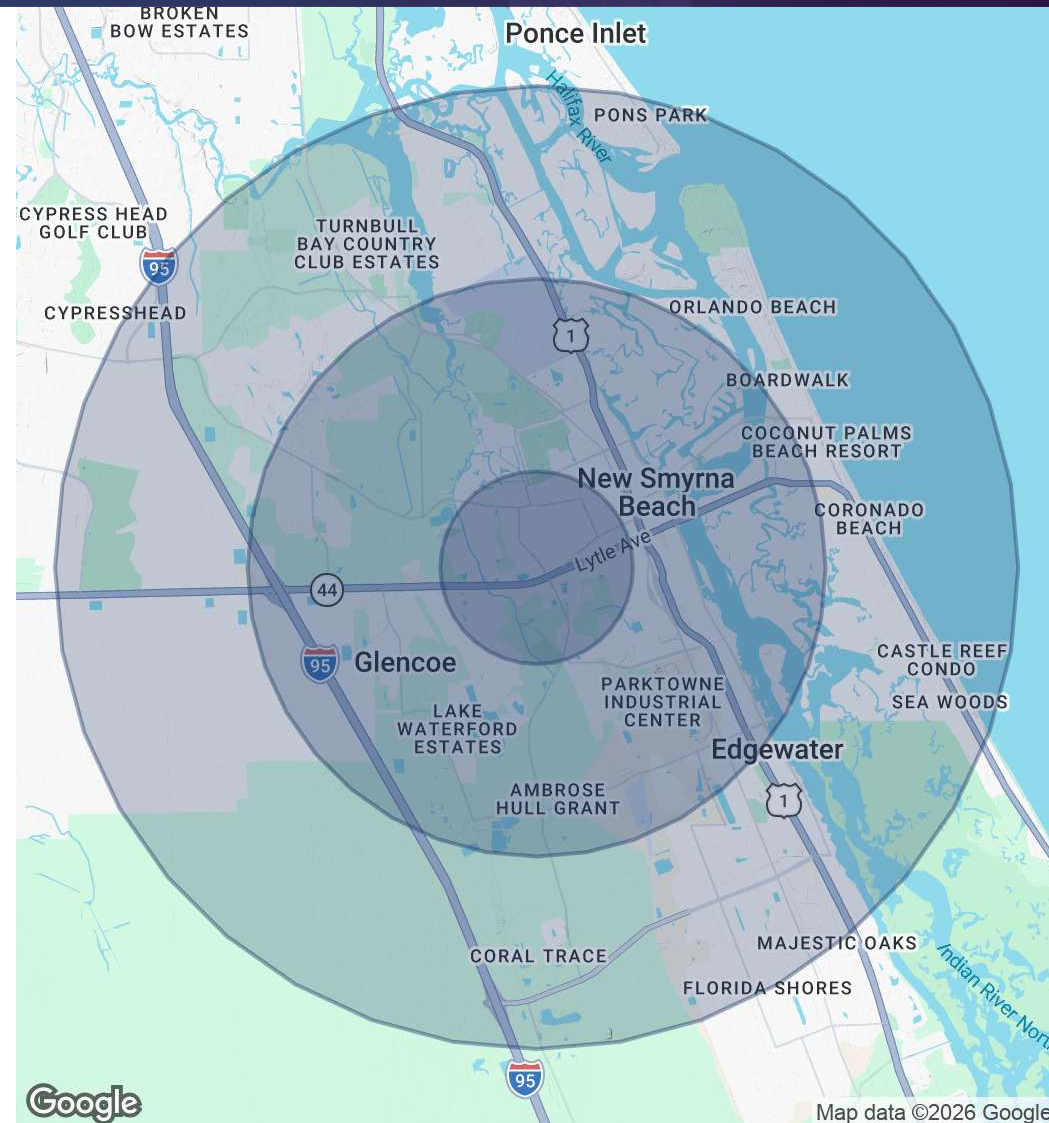 BROKEN
BOW ESTATES
Ponce Inlet
Halifax River
PONS PARK
CYPRESS HEAD
GOLF CLUB
TURNBULL
BAY COUNTRY
CLUB ESTATES
95
CYPRESSHEAD
ORLANDO BEACH
1
BOARDWALK
COCONUT PALMS
BEACH RESORT
New Smyrna
Beach
CORONADO
BEACH
Lytle Ave
44
95
Glencoe
CASTLE REEF
CONDO
PARKTOWNE
INDUSTRIAL
CENTER
SEA WOODS
LAKE
WATERFORD
ESTATES
Edgewater
AMBROSE
HULL GRANT
1
MAJESTIC OAKS
CORAL TRACE
FLORIDA SHORES
Indian River Nort
95
Google
Map data ©2026 Google